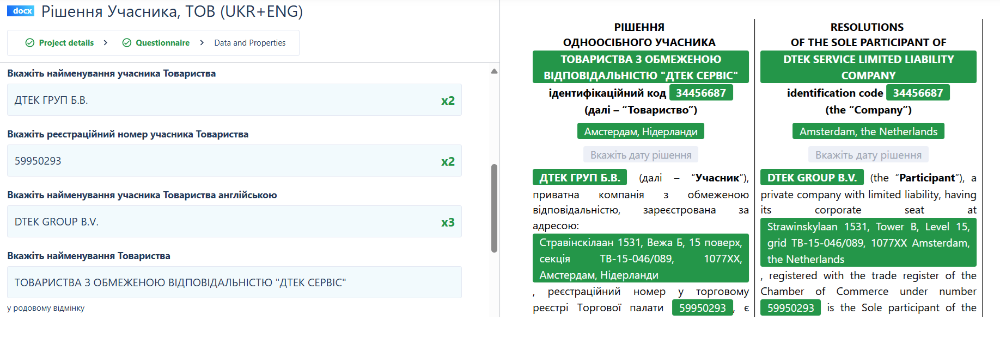 docx Рішення Учасника, ТОВ (UKR+ENG)
Project details > Questionnaire > Data and Properties
Вкажіть найменування учасника Товариства
ДТЕК ГРУП Б.В. x2
Вкажіть реєстраційний номер учасника Товариства
59950293 x2
Вкажіть найменування учасника Товариства англійською
DTEK GROUP B.V. x3
Вкажіть найменування Товариства
ТОВАРИСТВА З ОБМЕЖЕНОЮ ВІДПОВІДАЛЬНІСТЮ "ДТЕК СЕРВІС"
у родовому відмінку
РІШЕННЯ
ОДНООСІБНОГО УЧАСНИКА
ТОВАРИСТВА З ОБМЕЖЕНОЮ
ВІДПОВІДАЛЬНІСТЮ "ДТЕК СЕРВІС"
ідентифікаційний код 34456687
(далі – “Товариство”)
Амстердам, Нідерланди
Вкажіть дату рішення
ДТЕК ГРУП Б.В. (далі – “Учасник”),
приватна компанія з обмеженою
відповідальністю, зареєстрована за
адресою:
Стравінскілаан 1531, Вежа Б, 15 поверх,
секція ТВ-15-046/089, 1077XX,
Амстердам, Нідерланди
, реєстраційний номер у торговому
реєстрі Торгової палати 59950293, є
RESOLUTIONS
OF THE SOLE PARTICIPANT OF
DTEK SERVICE LIMITED LIABILITY
COMPANY
identification code 34456687
(the “Company”)
Amsterdam, the Netherlands
Вкажіть дату рішення
DTEK GROUP B.V. (the “Participant”), a
private company with limited liability, having
its corporate seat at
Strawinskylaan 1531, Tower B, Level 15,
grid TB-15-046/089, 1077XX Amsterdam,
the Netherlands
, registered with the trade register of the
Chamber of Commerce under number
59950293 is the Sole participant of the